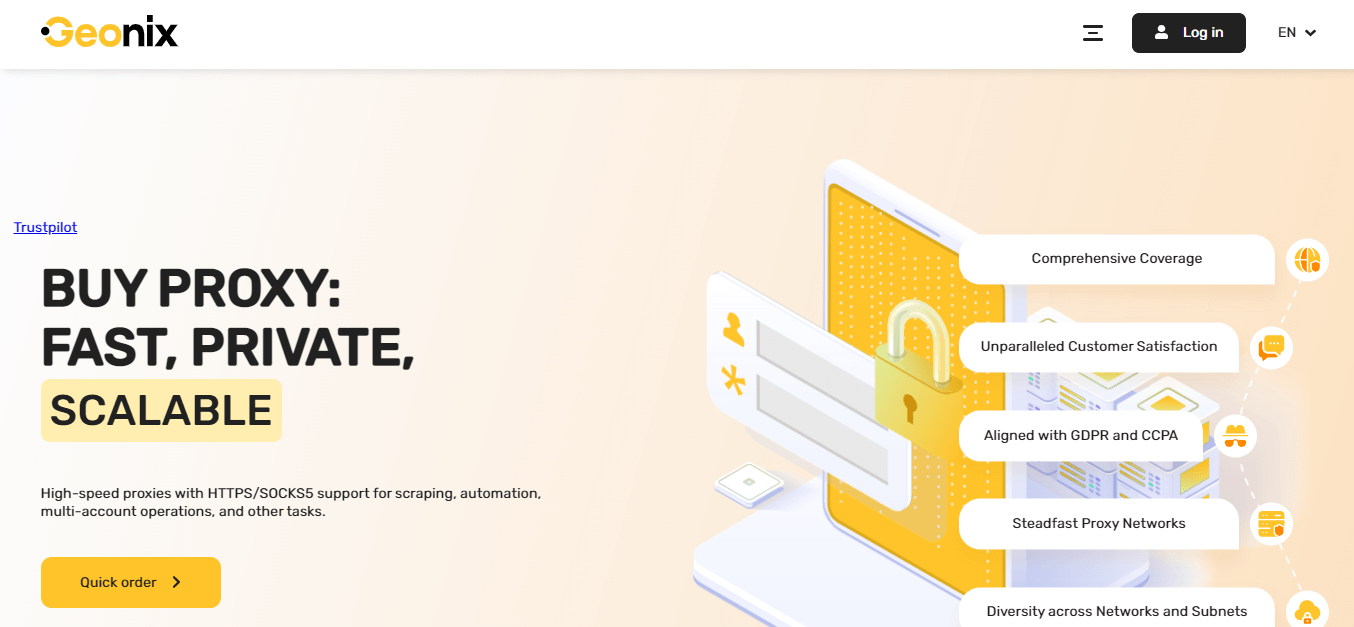 Geonix
Log in
EN
Trustpilot
BUY PROXY:
FAST, PRIVATE,
SCALABLE
High-speed proxies with HTTPS/SOCKS5 support for scraping, automation,
multi-account operations, and other tasks.
Quick order
Comprehensive Coverage
Unparalleled Customer Satisfaction
Aligned with GDPR and CCPA
Steadfast Proxy Networks
Diversity across Networks and Subnets